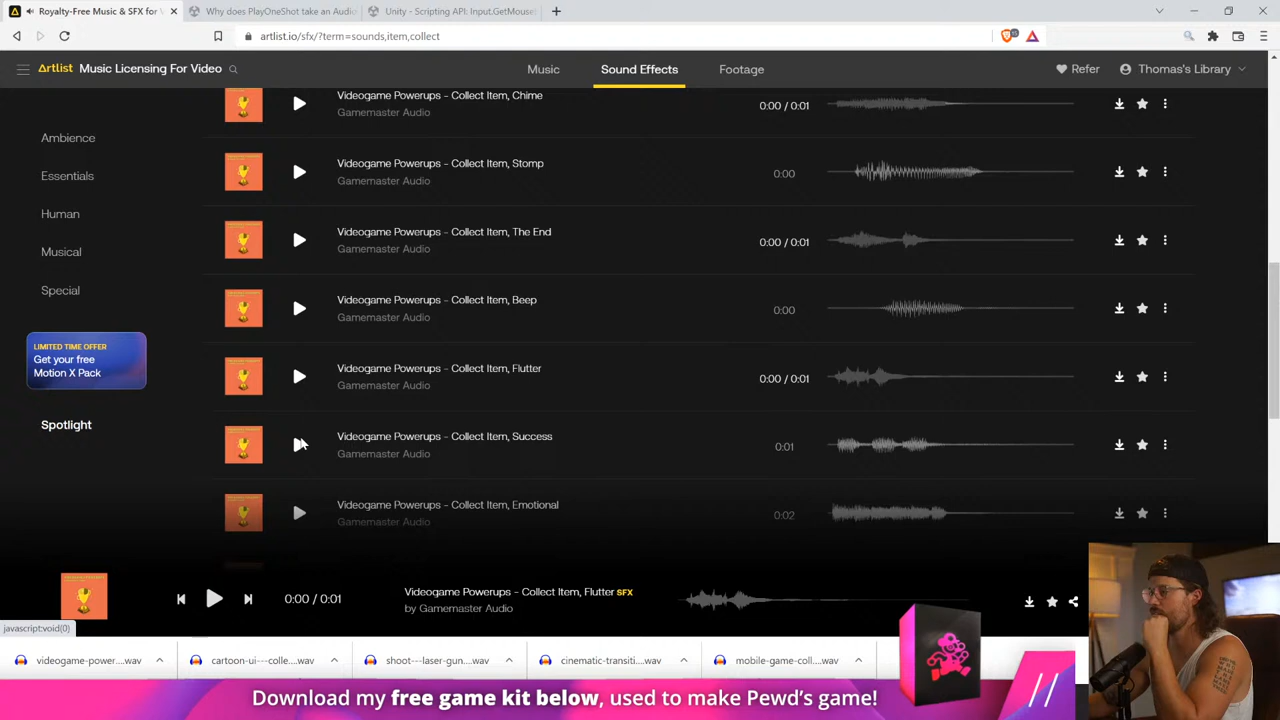 Royalty-Free Music & SFX for V
Why does PlayOneShot take an Audio
Unity - Scripting API: Input.GetMouse
artlist.io/sfx/?term=sounds,item,collect
Artlist Music Licensing For Video
Music
Sound Effects
Footage
Refer
Thomas's Library
Ambience
Essentials
Human
Musical
Special
LIMITED TIME OFFER
Get your free
Motion X Pack
Spotlight
Videogame Powerups - Collect Item, Chime
Gamemaster Audio
0:00 / 0:01
Videogame Powerups - Collect Item, Stomp
Gamemaster Audio
0:00
Videogame Powerups - Collect Item, The End
Gamemaster Audio
0:00 / 0:01
Videogame Powerups - Collect Item, Beep
Gamemaster Audio
0:00
Videogame Powerups - Collect Item, Flutter
Gamemaster Audio
0:00 / 0:01
Videogame Powerups - Collect Item, Success
Gamemaster Audio
0:01
Videogame Powerups - Collect Item, Emotional
Gamemaster Audio
0:02
0:00 / 0:01
Videogame Powerups - Collect Item, Flutter SFX
by Gamemaster Audio
javascript:void(0)
videogame-power....wav
cartoon-ui---colle....wav
shoot---laser-gun....wav
cinematic-transiti....wav
mobile-game-coll....wav
Download my free game kit below, used to make Pewd's game!
//